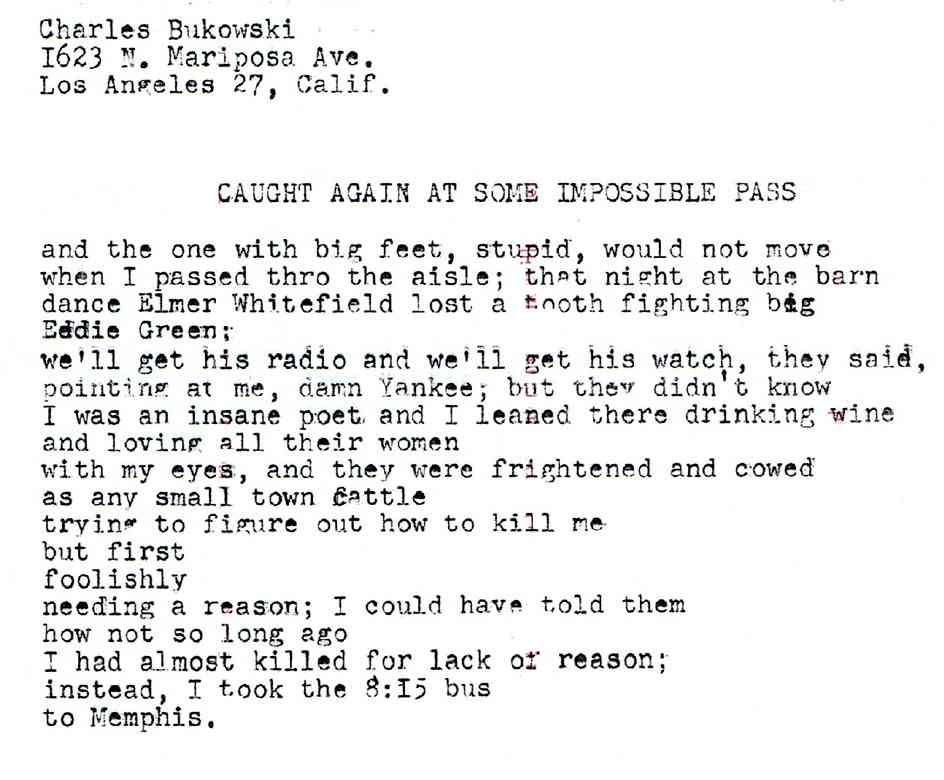 Charles Bukowski
1623 N. Mariposa Ave.
Los Angeles 27, Calif.
CAUGHT AGAIN AT SOME IMPOSSIBLE PASS
and the one with big feet, stupid, would not move
when I passed thro the aisle; that night at the barn
dance Elmer Whitefield lost a tooth fighting big
Eddie Green;
we'll get his radio and we'll get his watch, they said,
pointing at me, damn Yankee; but they didn't know
I was an insane poet and I leaned there drinking wine
and loving all their women
with my eyes, and they were frightened and cowed
as any small town cattle
trying to figure out how to kill me
but first
foolishly
needing a reason; I could have told them
how not so long ago
I had almost killed for lack of reason;
instead, I took the 8:15 bus
to Memphis.